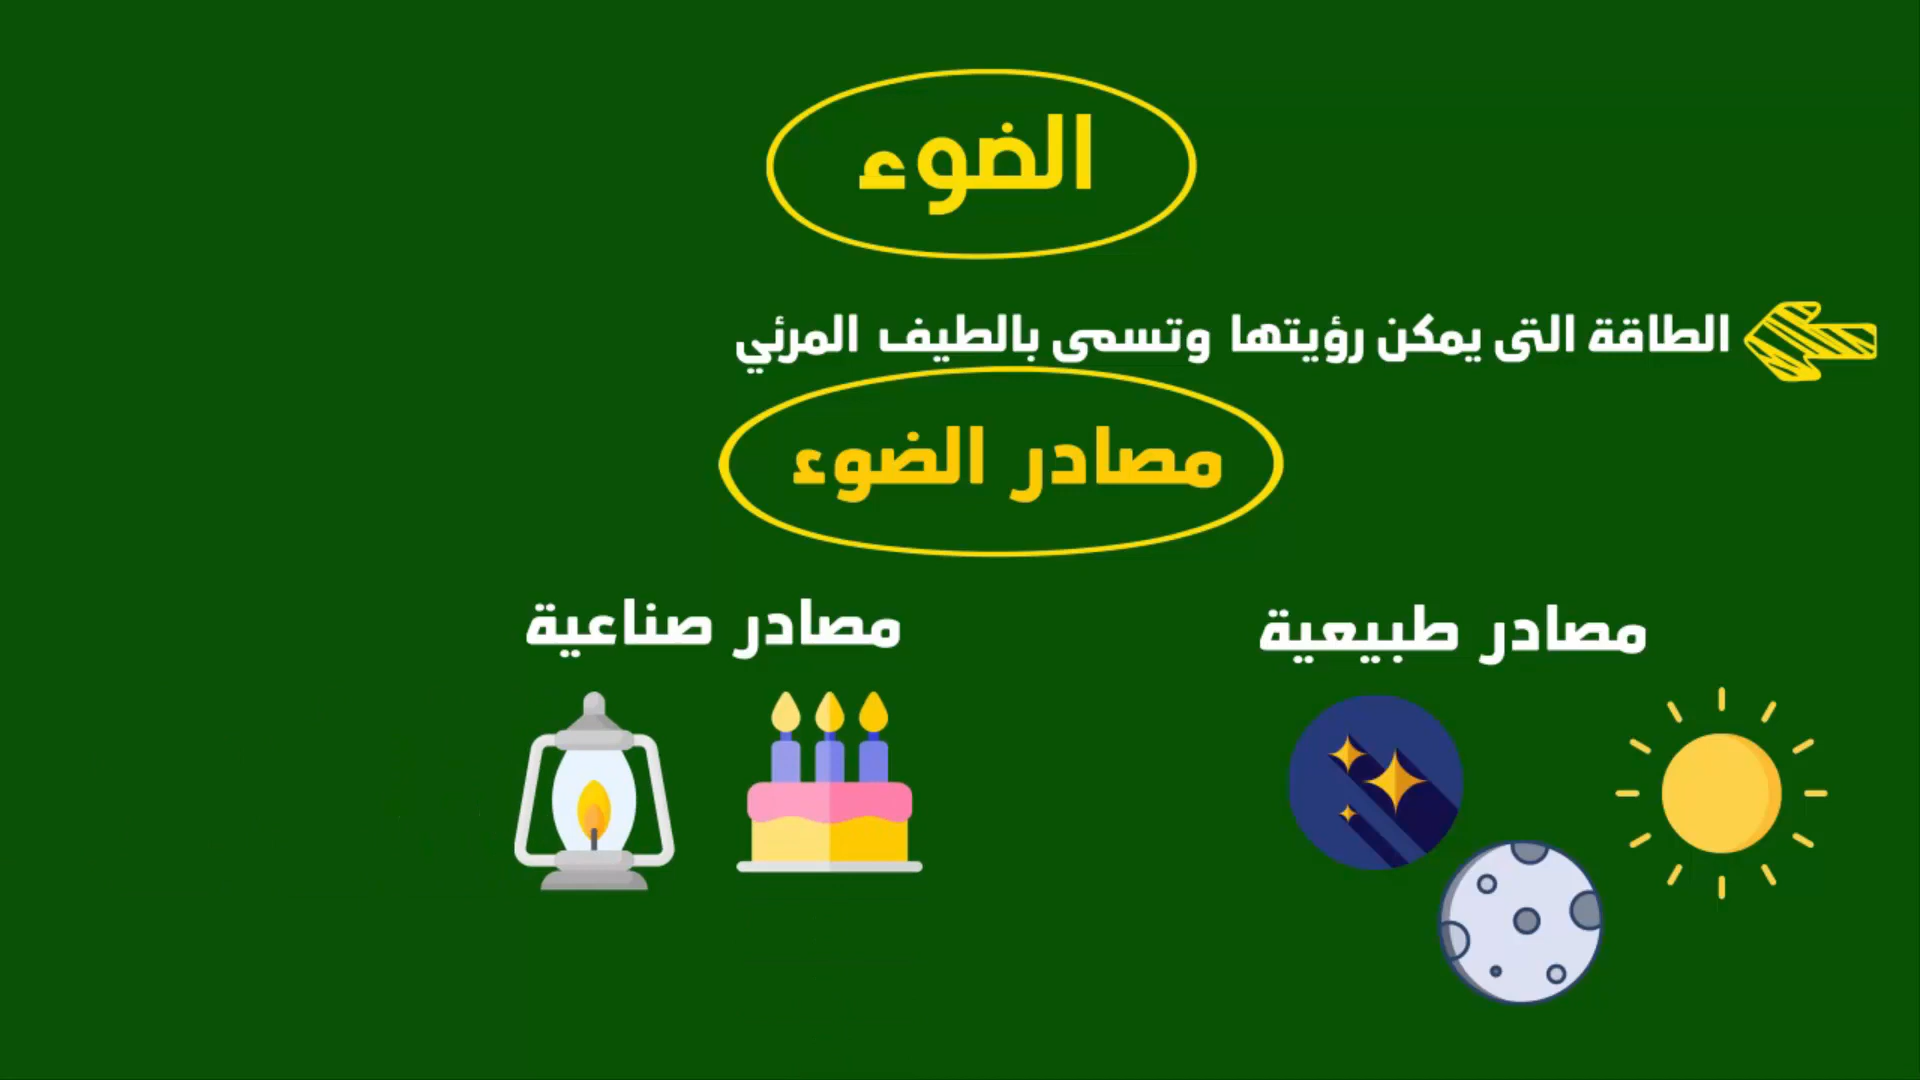 الضوء
الطاقة التى يمكن رؤيتها وتسمى بالطيف المرئي
مصادر الضوء
مصادر طبيعية
مصادر صناعية